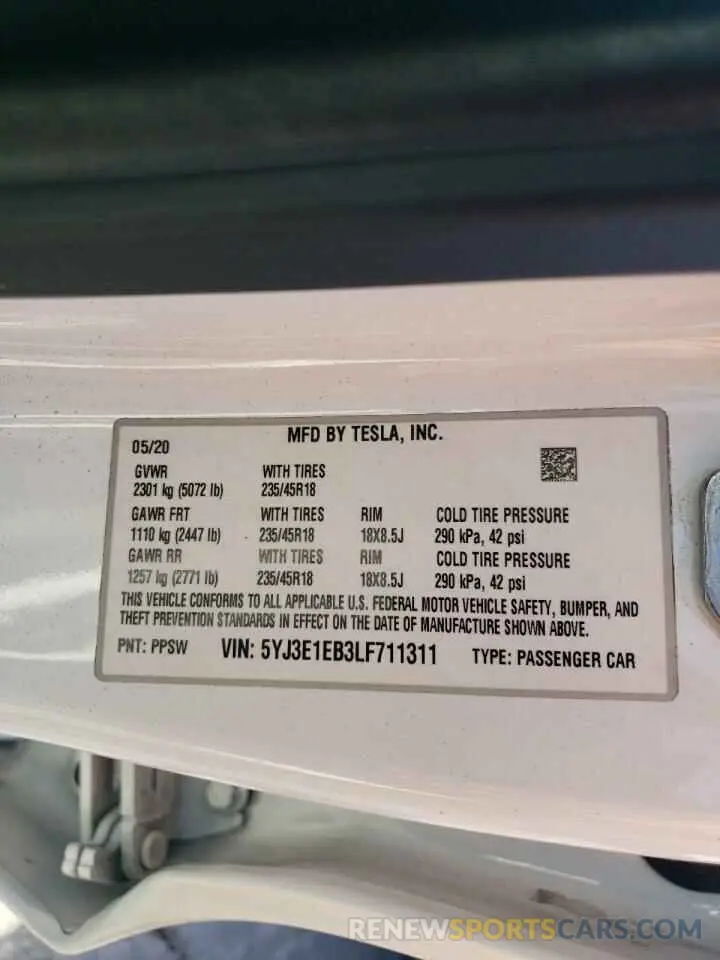 MFD BY TESLA, INC.
05/20
GVWR WITH TIRES
2301 kg (5072 lb) 235/45R18
GAWR FRT WITH TIRES RIM COLD TIRE PRESSURE
1110 kg (2447 lb) 235/45R18 18X8.5J 290 kPa, 42 psi
GAWR RR WITH TIRES RIM COLD TIRE PRESSURE
1257 kg (2771 lb) 235/45R18 18X8.5J 290 kPa, 42 psi
THIS VEHICLE CONFORMS TO ALL APPLICABLE U.S. FEDERAL MOTOR VEHICLE SAFETY, BUMPER, AND
THEFT PREVENTION STANDARDS IN EFFECT ON THE DATE OF MANUFACTURE SHOWN ABOVE.
PNT: PPSW VIN: 5YJ3E1EB3LF711311 TYPE: PASSENGER CAR
RENEWSPORTSCARS.COM